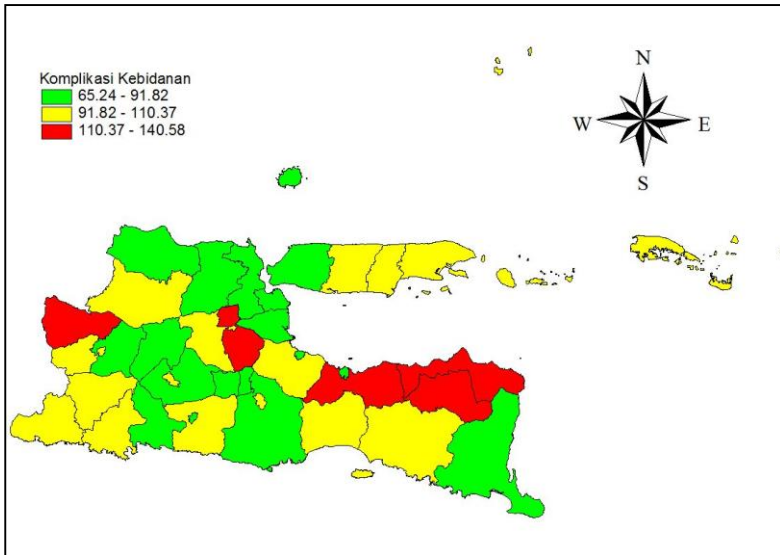 Komplikasi Kebidanan
65.24 - 91.82
91.82 - 110.37
110.37 - 140.58
N
W E
S